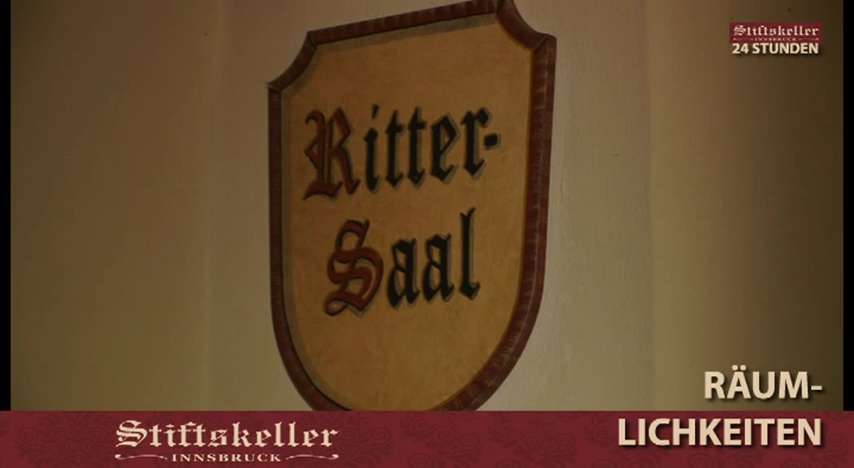 Stiftskeller
INNSBRUCK
24 STUNDEN
Ritter-
Saal
RÄUM-
LICHKEITEN
Stiftskeller
INNSBRUCK